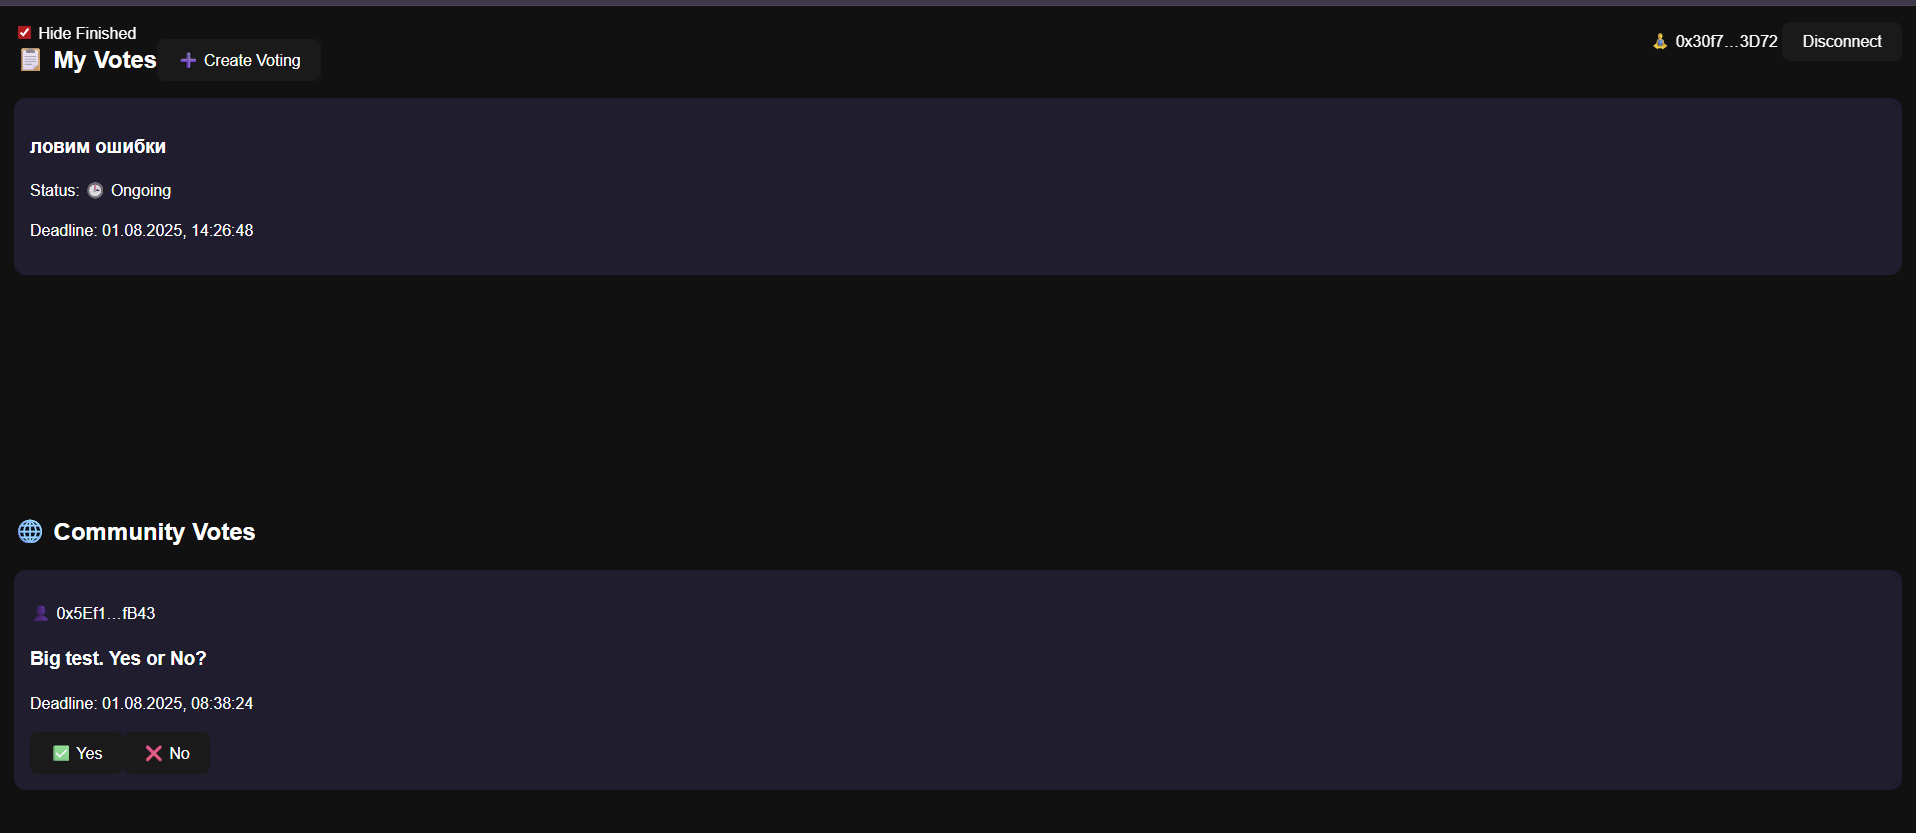 Hide Finished
My Votes
Create Voting
0x30f7...3D72
Disconnect
ловим ошибки
Status: Ongoing
Deadline: 01.08.2025, 14:26:48
Community Votes
0x5Ef1...fB43
Big test. Yes or No?
Deadline: 01.08.2025, 08:38:24
Yes
No